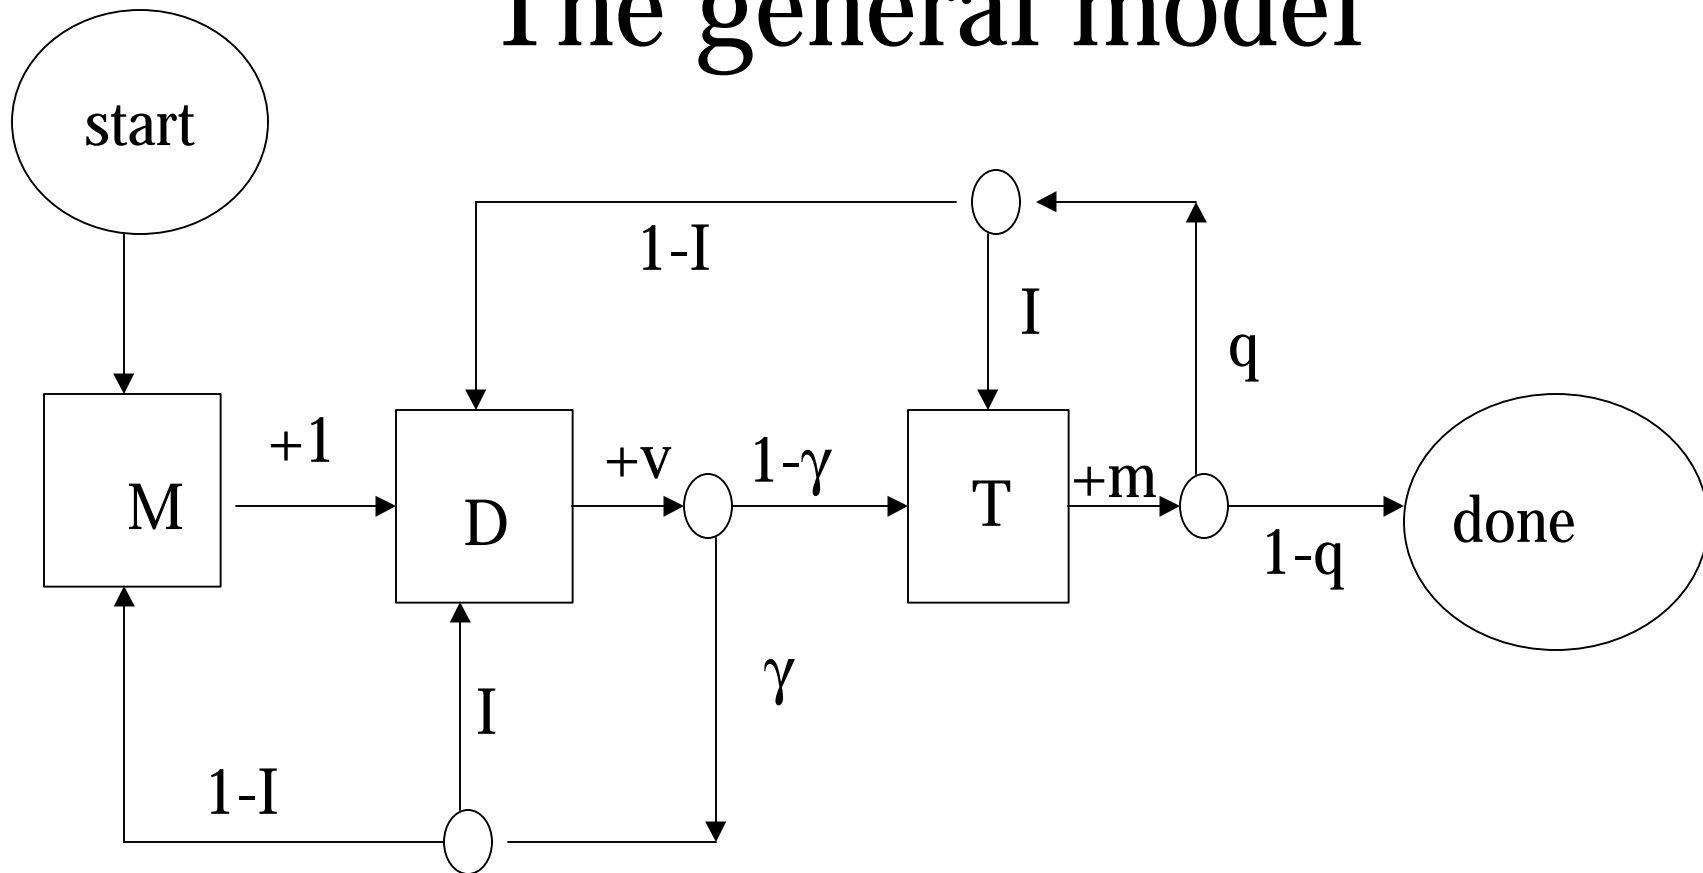 The general model
start
1-I
I
q
+1
+v
1-γ
+m
M
D
T
done
1-q
γ
I
1-I